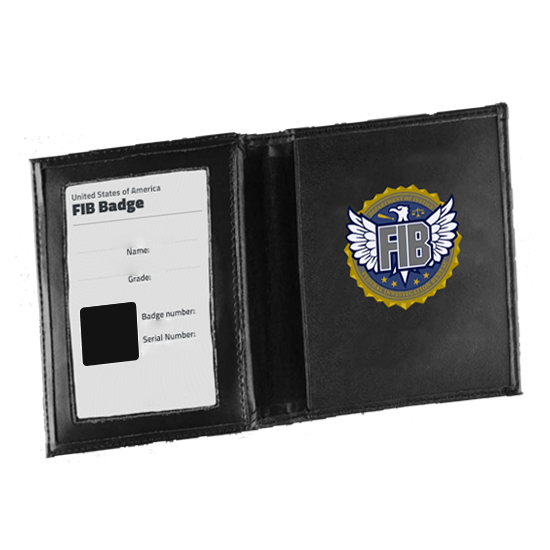 United States of America
FIB Badge
Name:
Grade:
Badge number:
Serial Number:
FIB